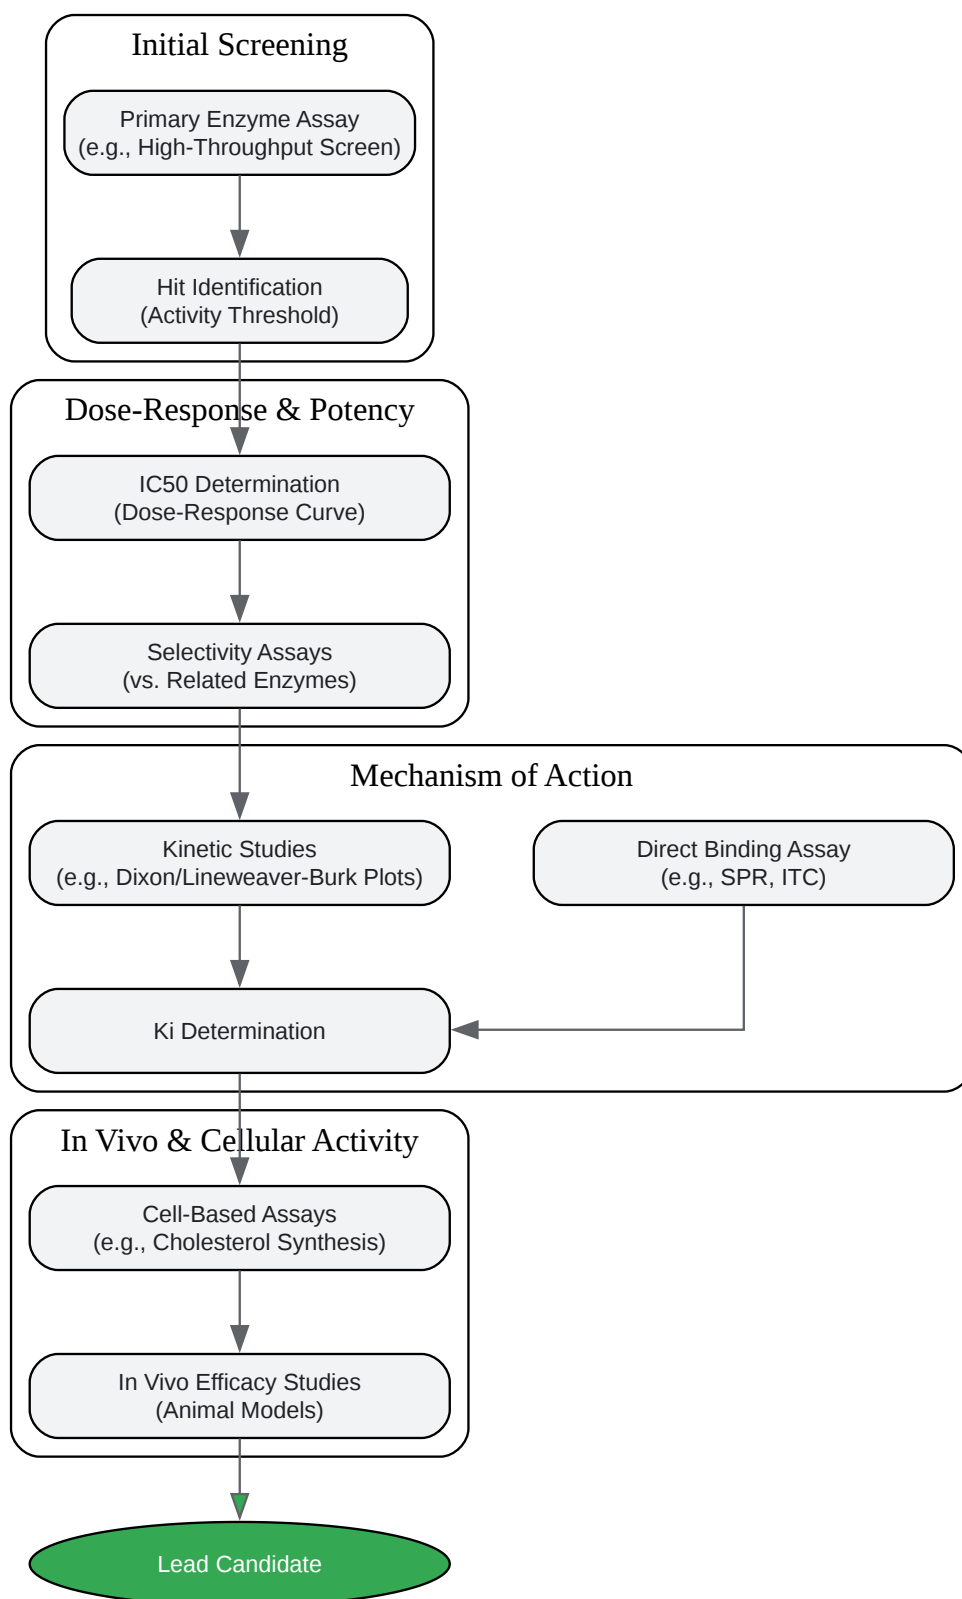 Initial Screening
Primary Enzyme Assay
(e.g., High-Throughput Screen)
Hit Identification
(Activity Threshold)
Dose-Response & Potency
IC50 Determination
(Dose-Response Curve)
Selectivity Assays
(vs. Related Enzymes)
Mechanism of Action
Kinetic Studies
(e.g., Dixon/Lineweaver-Burk Plots)
Direct Binding Assay
(e.g., SPR, ITC)
Ki Determination
In Vivo & Cellular Activity
Cell-Based Assays
(e.g., Cholesterol Synthesis)
In Vivo Efficacy Studies
(Animal Models)
Lead Candidate